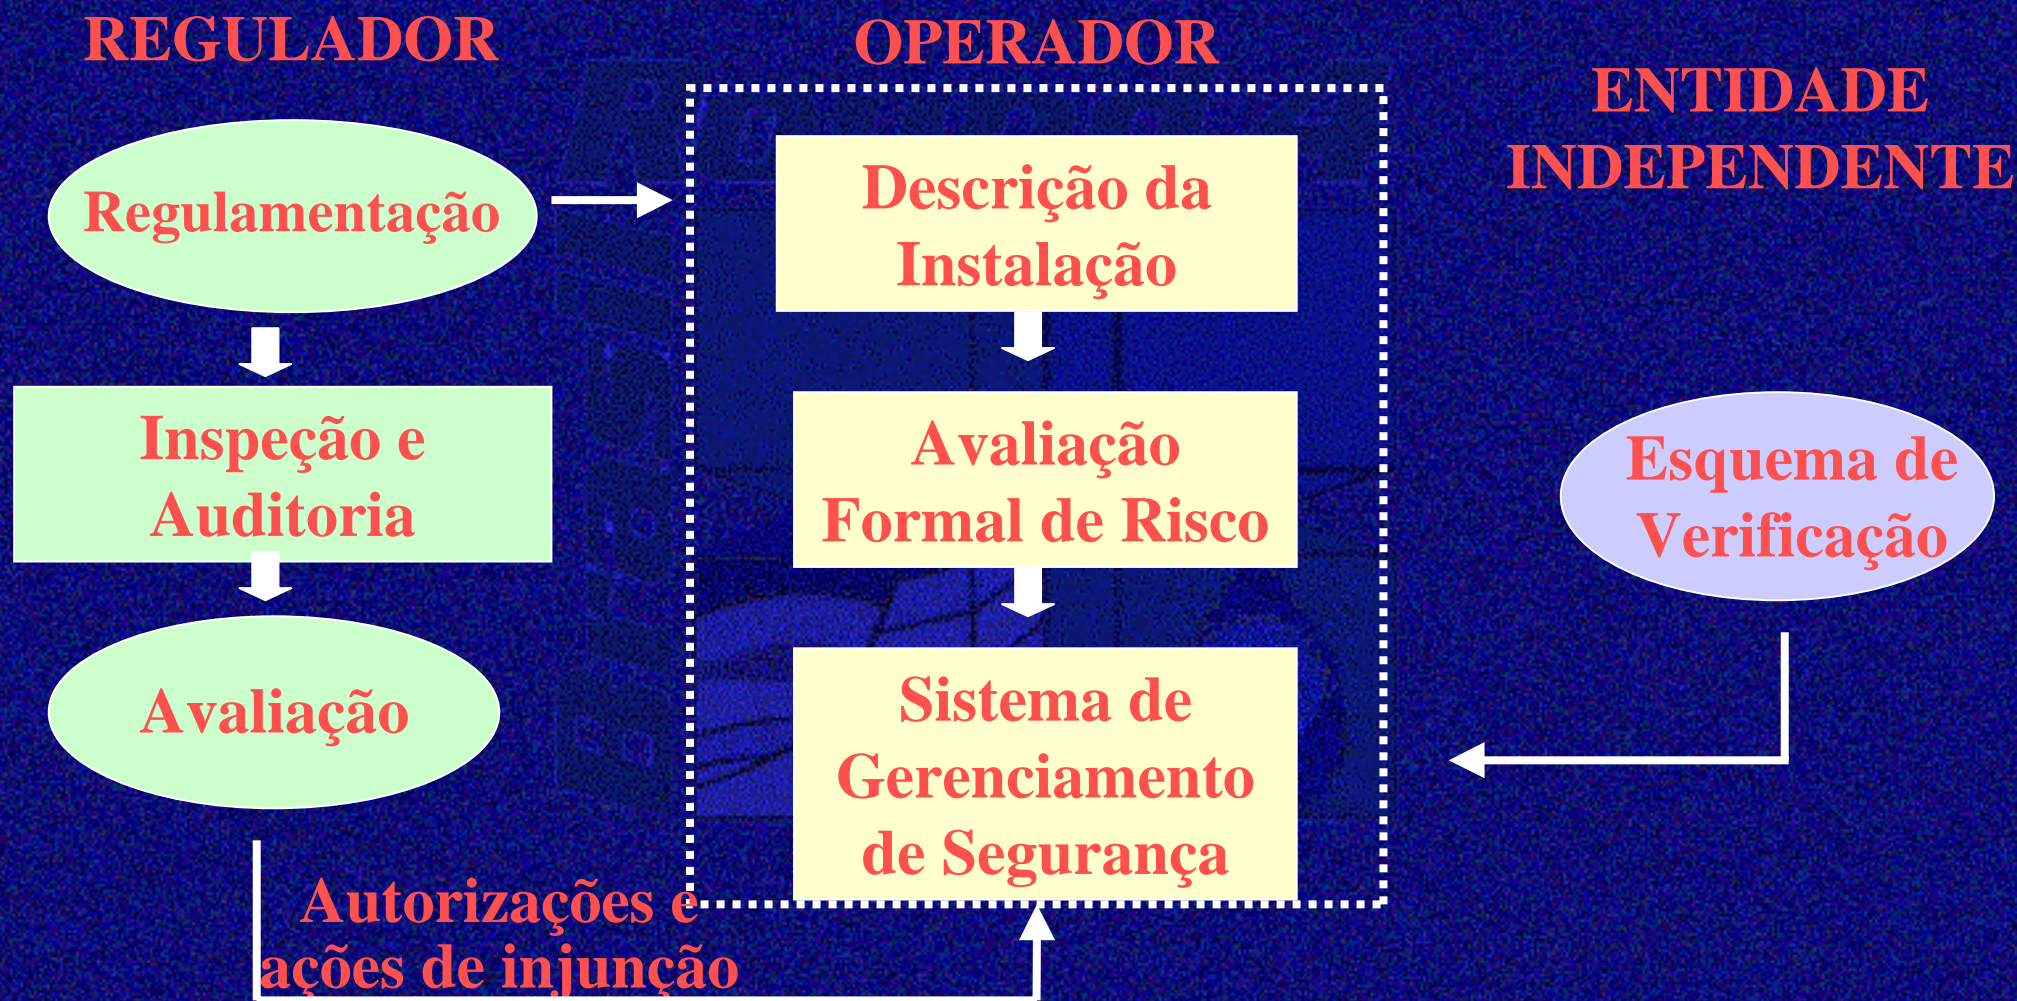 REGULADOR
Regulamentação
Inspeção e
Auditoria
Avaliação
Autorizações e
ações de injunção
OPERADOR
Descrição da
Instalação
Avaliação
Formal de Risco
Sistema de
Gerenciamento
de Segurança
ENTIDADE
INDEPENDENTE
Esquema de
Verificação